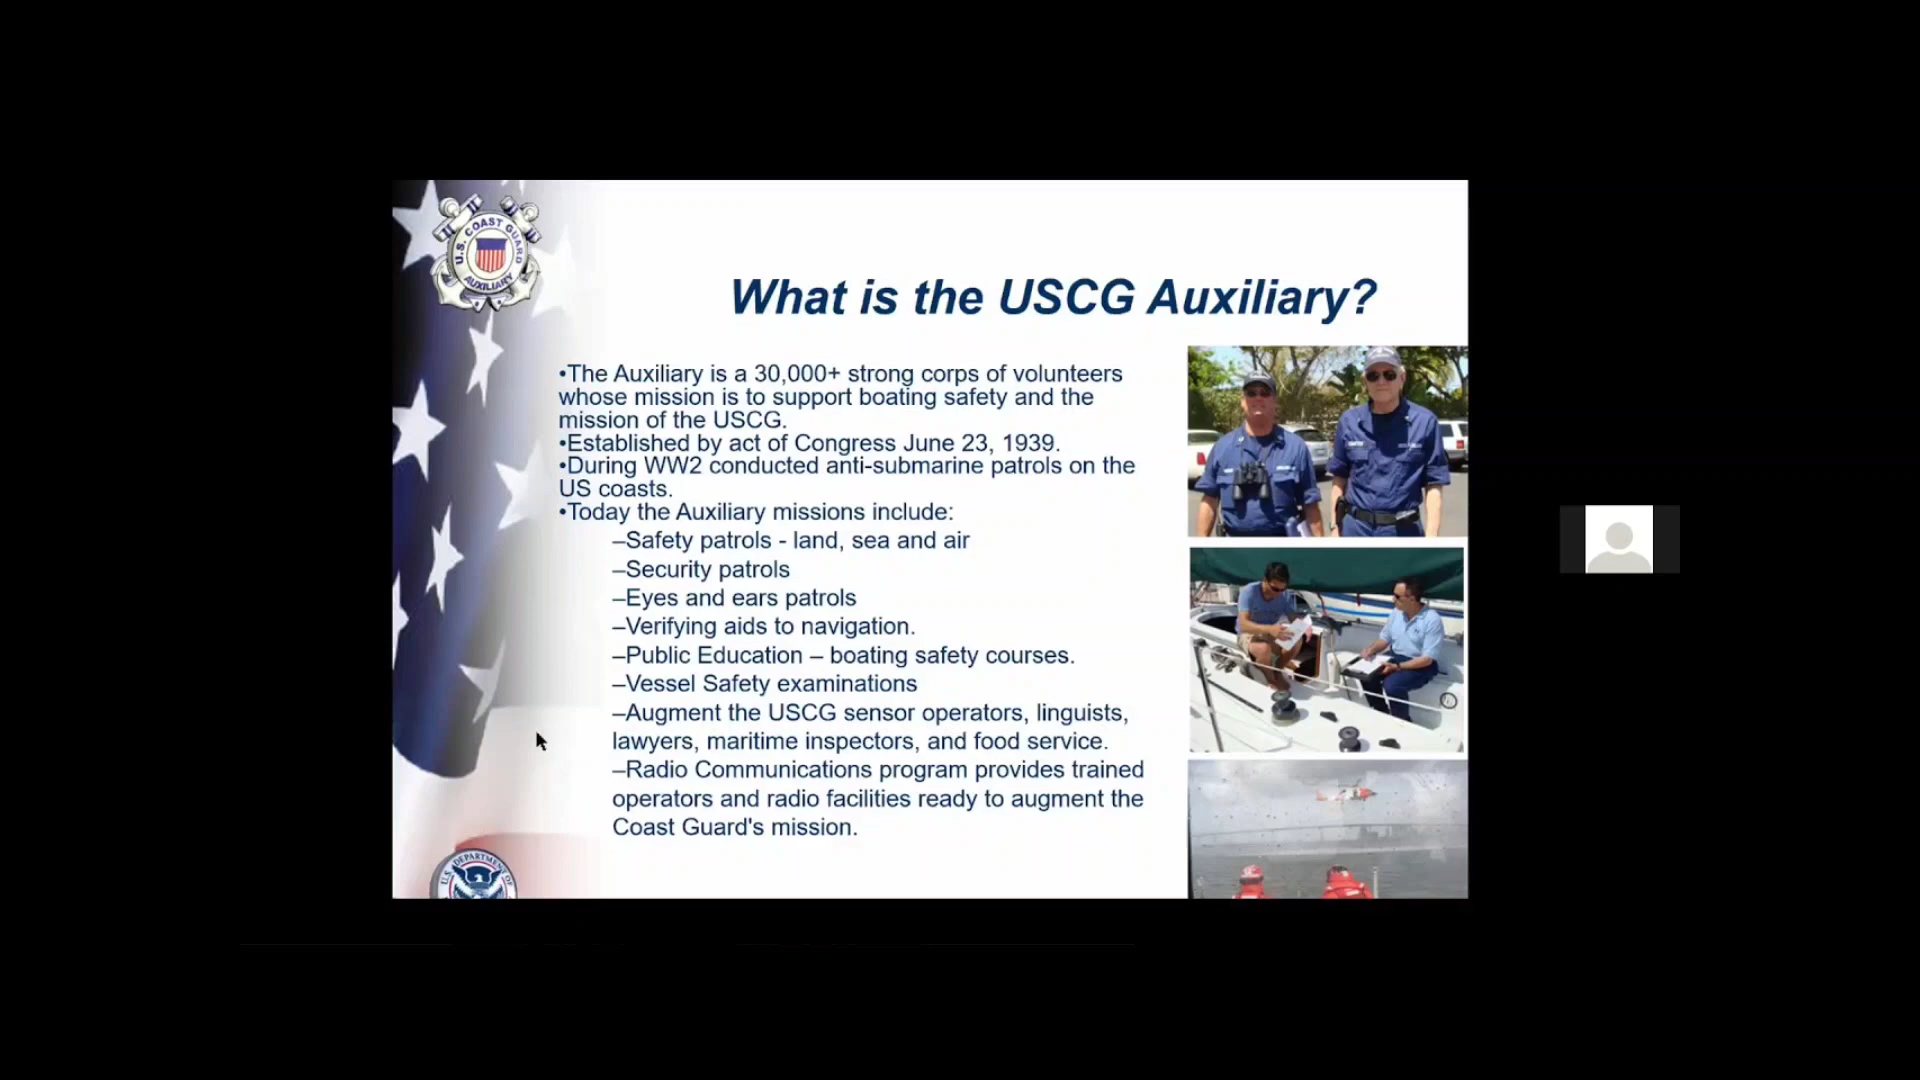 U.S. COAST GUARD
AUXILIARY
What is the USCG Auxiliary?
•The Auxiliary is a 30,000+ strong corps of volunteers
whose mission is to support boating safety and the
mission of the USCG.
•Established by act of Congress June 23, 1939.
•During WW2 conducted anti-submarine patrols on the
US coasts.
•Today the Auxiliary missions include:
–Safety patrols - land, sea and air
–Security patrols
–Eyes and ears patrols
–Verifying aids to navigation.
–Public Education – boating safety courses.
–Vessel Safety examinations
–Augment the USCG sensor operators, linguists,
lawyers, maritime inspectors, and food service.
–Radio Communications program provides trained
operators and radio facilities ready to augment the
Coast Guard's mission.
U.S. DEPARTMENT OF